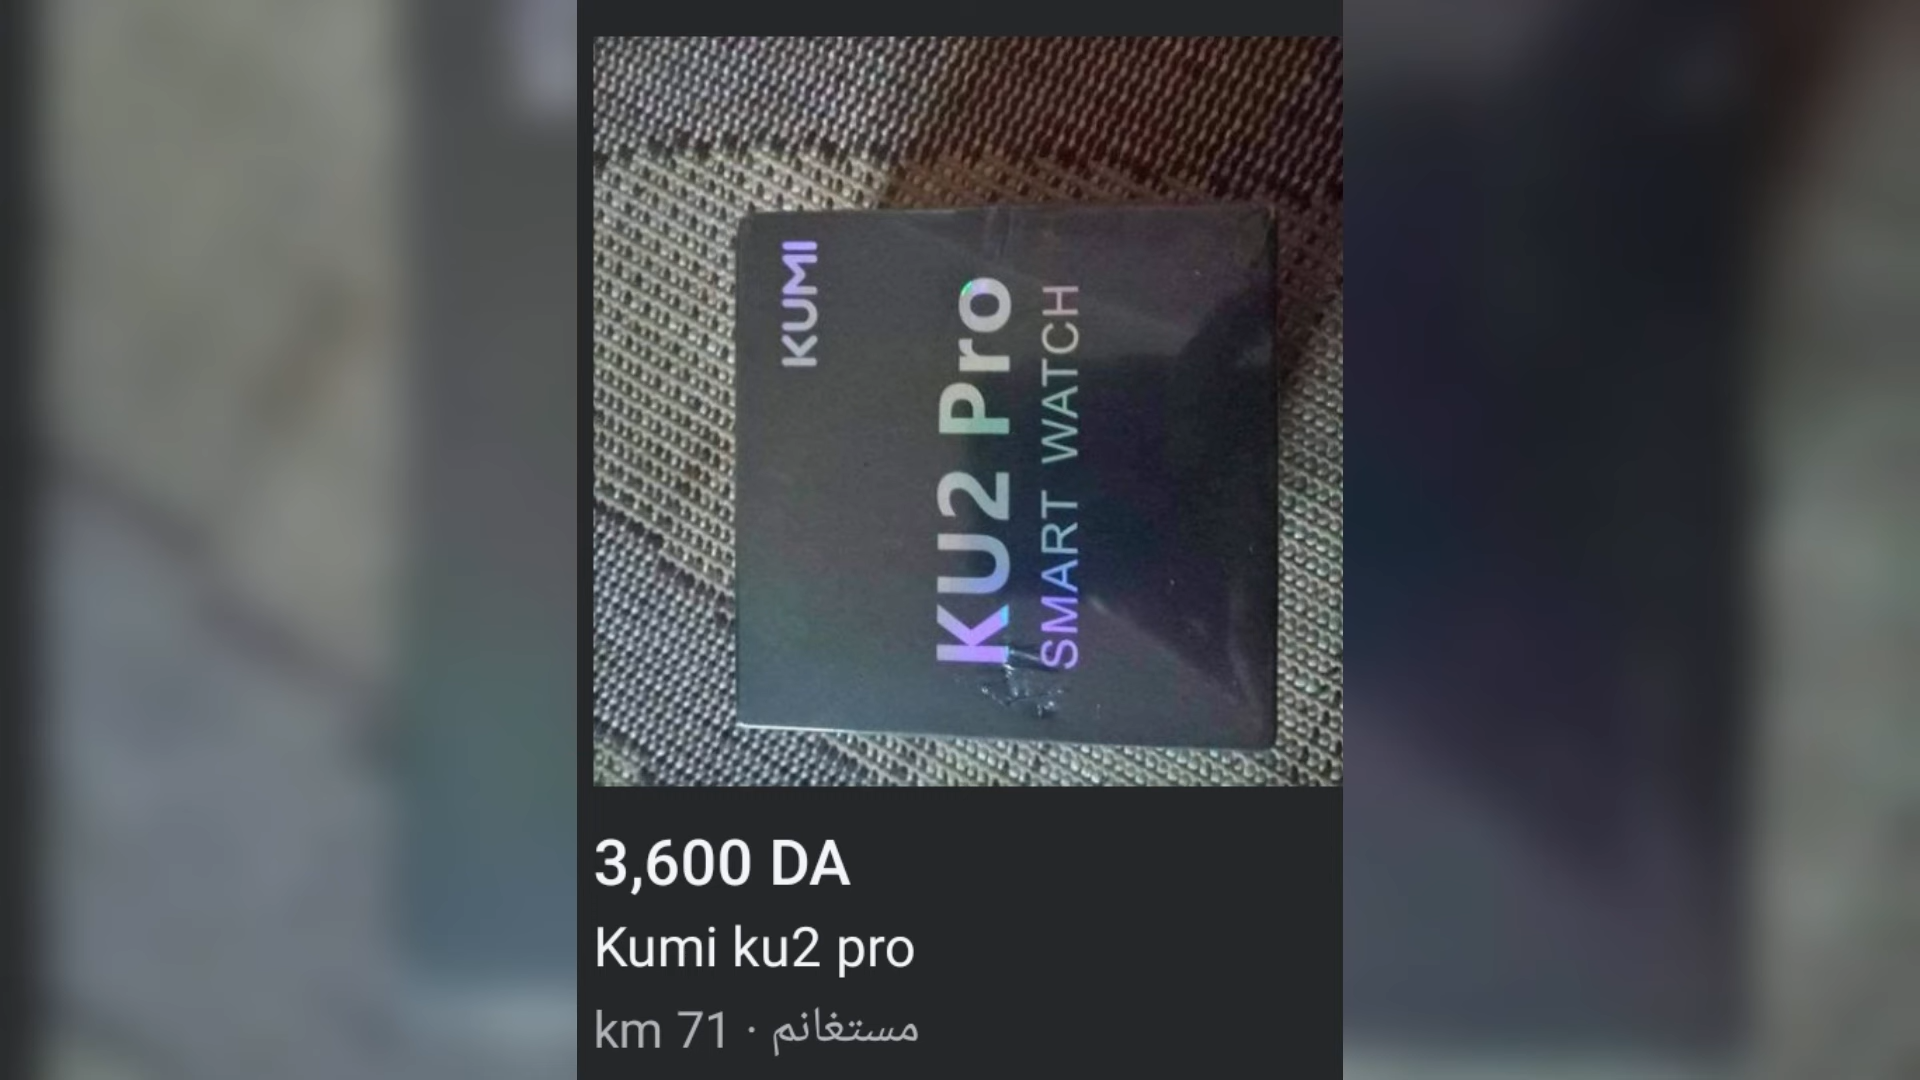 KUMI
KU2 Pro
SMART WATCH
3,600 DA
Kumi ku2 pro
km 71 · مستغانم